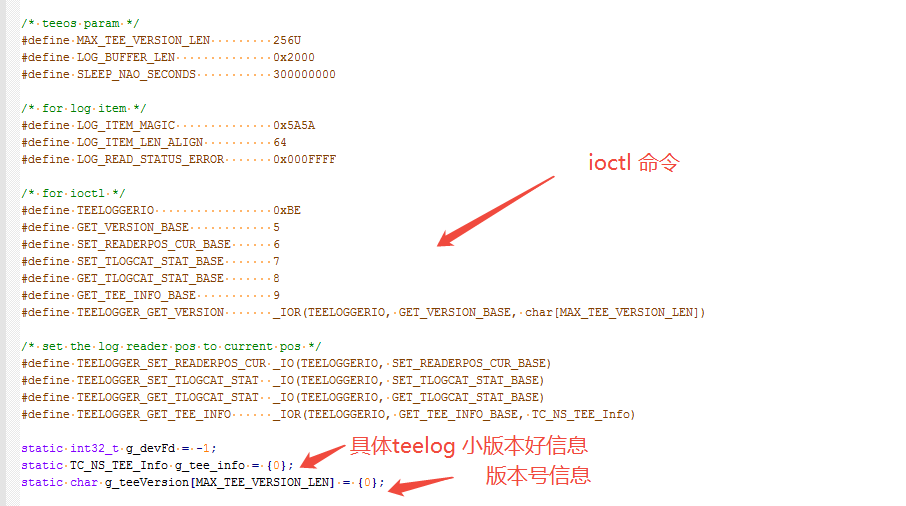 /* teeos param */
#define MAX_TEE_VERSION_LEN 256U
#define LOG_BUFFER_LEN 0x2000
#define SLEEP_NAO_SECONDS 300000000
/* for log item */
#define LOG_ITEM_MAGIC 0x5A5A
#define LOG_ITEM_LEN_ALIGN 64
#define LOG_READ_STATUS_ERROR 0x000FFFF
ioctl 命令
/* for ioctl */
#define TEELOGGERIO 0xBE
#define GET_VERSION_BASE 5
#define SET_READERPOS_CUR_BASE 6
#define SET_TLOGCAT_STAT_BASE 7
#define GET_TLOGCAT_STAT_BASE 8
#define GET_TEE_INFO_BASE 9
#define TEELOGGER_GET_VERSION _IOR(TEELOGGERIO, GET_VERSION_BASE, char[MAX_TEE_VERSION_LEN])
/* set the log reader pos to current pos */
#define TEELOGGER_SET_READERPOS_CUR _IO(TEELOGGERIO, SET_READERPOS_CUR_BASE)
#define TEELOGGER_SET_TLOGCAT_STAT _IO(TEELOGGERIO, SET_TLOGCAT_STAT_BASE)
#define TEELOGGER_GET_TLOGCAT_STAT _IO(TEELOGGERIO, GET_TLOGCAT_STAT_BASE)
#define TEELOGGER_GET_TEE_INFO _IOR(TEELOGGERIO, GET_TEE_INFO_BASE, TC_NS_TEE_Info)
static int32_t g_devFd = -1;
具体teelog 小版本好信息
static TC_NS_TEE_Info g_tee_info = {0};
版本号信息
static char g_teeVersion[MAX_TEE_VERSION_LEN] = {0};